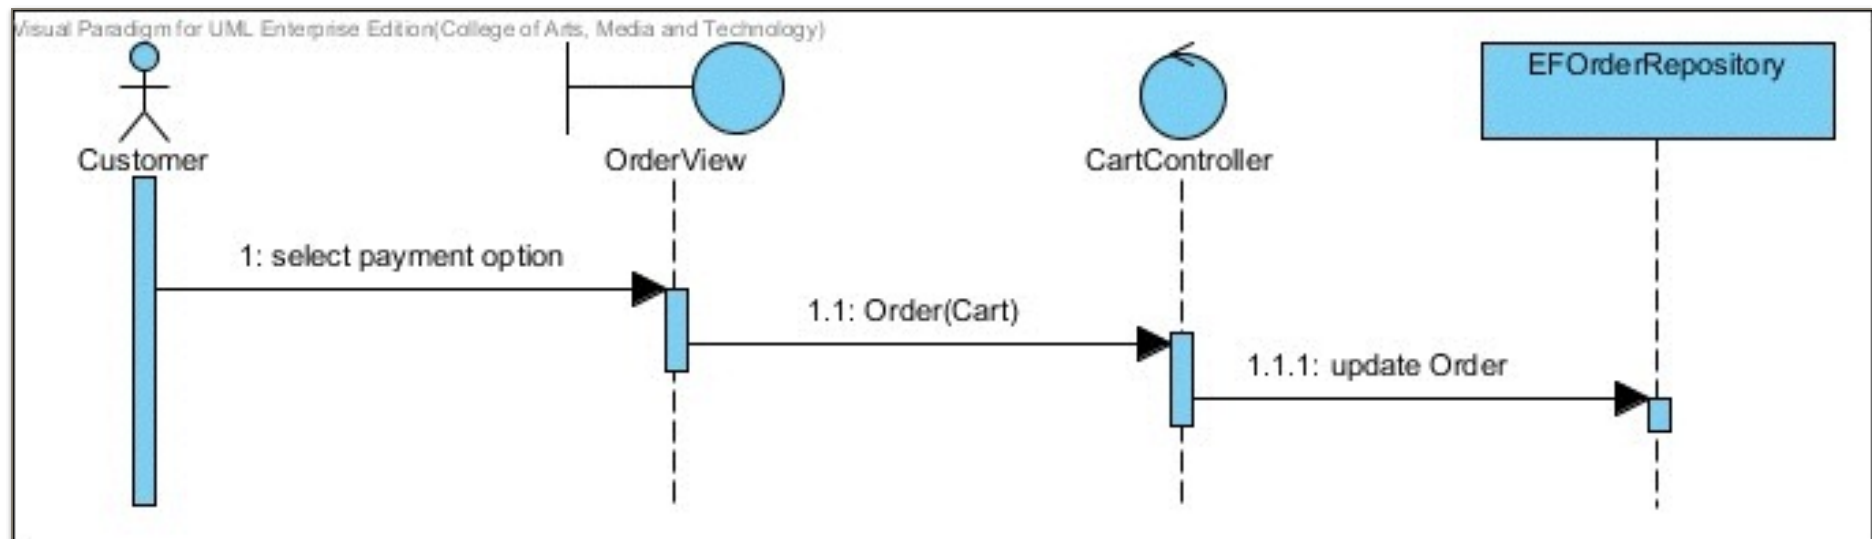 Visual Paradigm for UML Enterprise Edition(College of Arts, Media and Technology)
EFOrderRepository
Customer
OrderView
CartController
1: select payment option
1.1: Order(Cart)
1.1.1: update Order